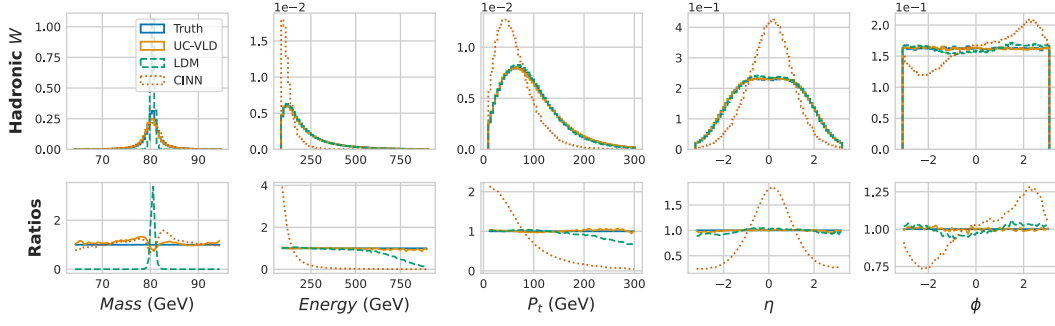 1e−2 1e−2 1e−1 1e−1
Hadronic W
1.00 0.75 0.50 0.25 0.00
Truth
UC-VLD
LDM
CINN
70 80 90
1.5 1.0 0.5 0.0
250 500 750
1.0 0.5 0.0
0 100 200 300
4 3 2 1 0
−2 0 2
2.0 1.5 1.0 0.5 0.0
−2 0 2
Ratios
2 1
70 80 90
4 2 0
250 500 750
2 1 0
0 100 200 300
1.5 1.0 0.5
−2 0 2
1.25 1.00 0.75
−2 0 2
Mass (GeV)
Energy (GeV)
Pt (GeV)
η
ϕ